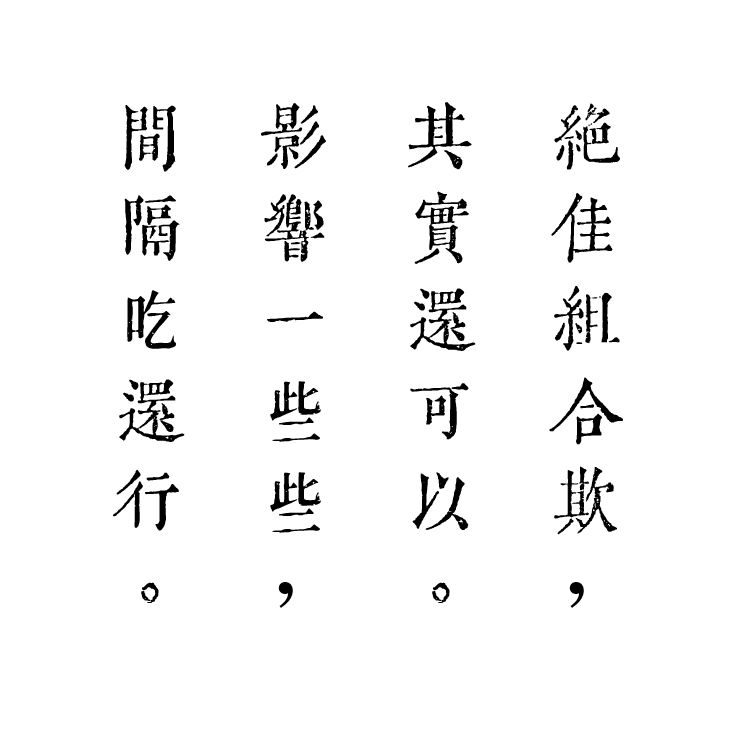 絕佳組合欺，
其實還可以。
影響一些些，
間隔吃還行。